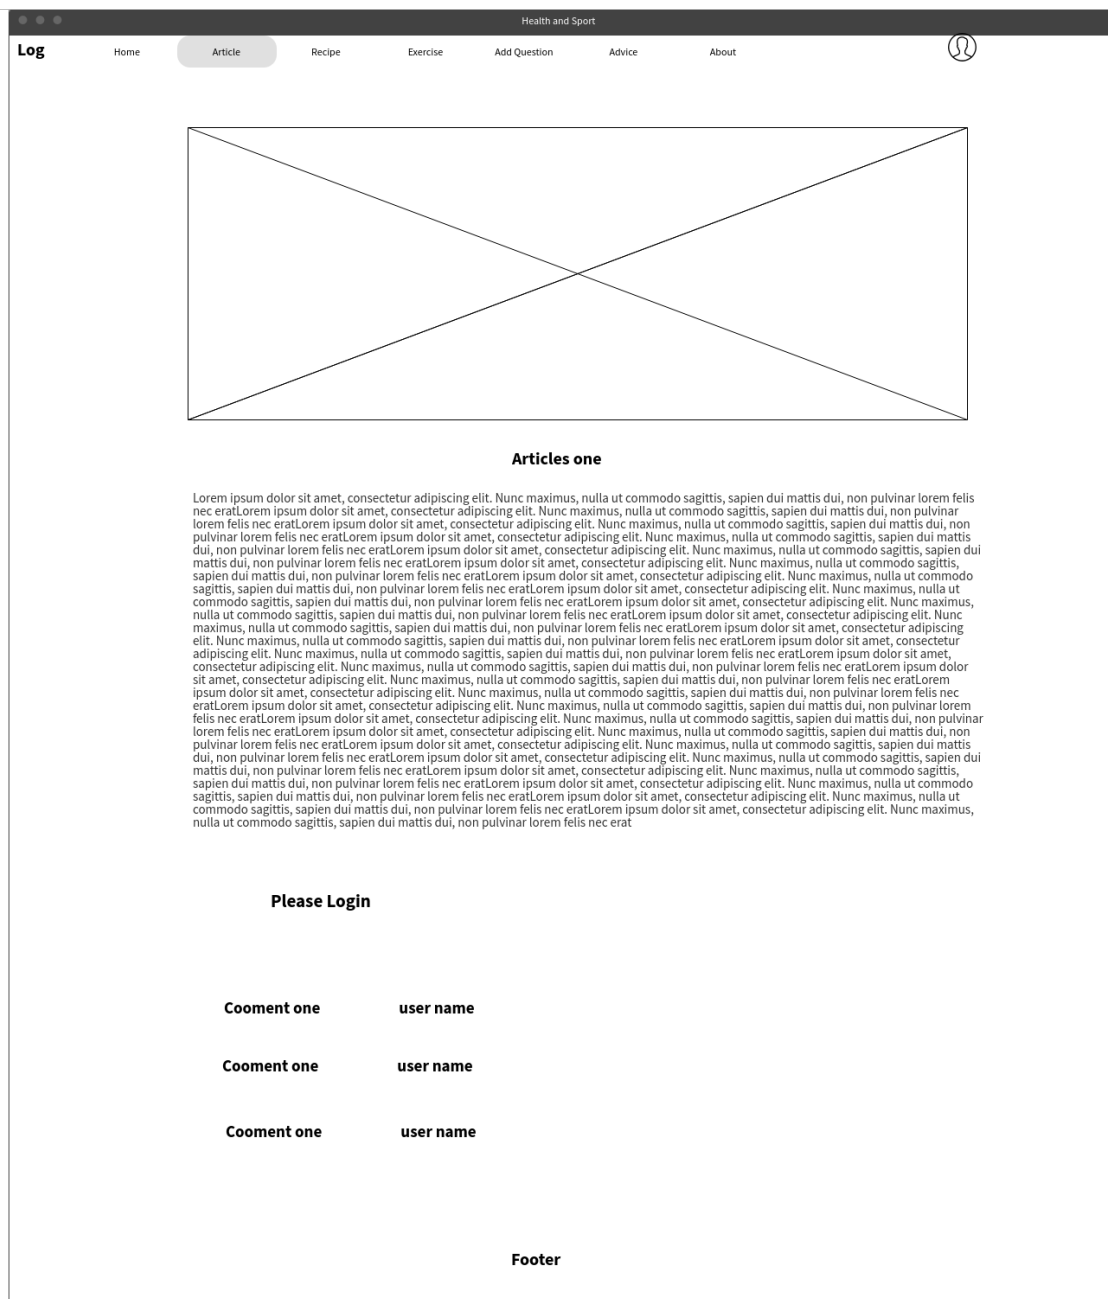 Health and Sport
Log
Home Article Recipe Exercise Add Question Advice About
Articles one
Lorem ipsum dolor sit amet, consectetur adipiscing elit. Nunc maximus, nulla ut commodo sagittis, sapien dui mattis dui, non pulvinar lorem felis
nec eratLorem ipsum dolor sit amet, consectetur adipiscing elit. Nunc maximus, nulla ut commodo sagittis, sapien dui mattis dui, non pulvinar
lorem felis nec eratLorem ipsum dolor sit amet, consectetur adipiscing elit. Nunc maximus, nulla ut commodo sagittis, sapien dui mattis dui, non
pulvinar lorem felis nec eratLorem ipsum dolor sit amet, consectetur adipiscing elit. Nunc maximus, nulla ut commodo sagittis, sapien dui mattis
dui, non pulvinar lorem felis nec eratLorem ipsum dolor sit amet, consectetur adipiscing elit. Nunc maximus, nulla ut commodo sagittis, sapien dui
mattis dui, non pulvinar lorem felis nec eratLorem ipsum dolor sit amet, consectetur adipiscing elit. Nunc maximus, nulla ut commodo sagittis,
sapien dui mattis dui, non pulvinar lorem felis nec eratLorem ipsum dolor sit amet, consectetur adipiscing elit. Nunc maximus, nulla ut commodo
sagittis, sapien dui mattis dui, non pulvinar lorem felis nec eratLorem ipsum dolor sit amet, consectetur adipiscing elit. Nunc maximus, nulla ut
commodo sagittis, sapien dui mattis dui, non pulvinar lorem felis nec eratLorem ipsum dolor sit amet, consectetur adipiscing elit. Nunc maximus,
nulla ut commodo sagittis, sapien dui mattis dui, non pulvinar lorem felis nec eratLorem ipsum dolor sit amet, consectetur adipiscing elit. Nunc
maximus, nulla ut commodo sagittis, sapien dui mattis dui, non pulvinar lorem felis nec eratLorem ipsum dolor sit amet, consectetur adipiscing
elit. Nunc maximus, nulla ut commodo sagittis, sapien dui mattis dui, non pulvinar lorem felis nec eratLorem ipsum dolor sit amet, consectetur
adipiscing elit. Nunc maximus, nulla ut commodo sagittis, sapien dui mattis dui, non pulvinar lorem felis nec eratLorem ipsum dolor sit amet,
consectetur adipiscing elit. Nunc maximus, nulla ut commodo sagittis, sapien dui mattis dui, non pulvinar lorem felis nec eratLorem ipsum dolor
sit amet, consectetur adipiscing elit. Nunc maximus, nulla ut commodo sagittis, sapien dui mattis dui, non pulvinar lorem felis nec eratLorem
ipsum dolor sit amet, consectetur adipiscing elit. Nunc maximus, nulla ut commodo sagittis, sapien dui mattis dui, non pulvinar lorem felis nec
eratLorem ipsum dolor sit amet, consectetur adipiscing elit. Nunc maximus, nulla ut commodo sagittis, sapien dui mattis dui, non pulvinar lorem
felis nec eratLorem ipsum dolor sit amet, consectetur adipiscing elit. Nunc maximus, nulla ut commodo sagittis, sapien dui mattis dui, non pulvinar
lorem felis nec eratLorem ipsum dolor sit amet, consectetur adipiscing elit. Nunc maximus, nulla ut commodo sagittis, sapien dui mattis dui, non
pulvinar lorem felis nec eratLorem ipsum dolor sit amet, consectetur adipiscing elit. Nunc maximus, nulla ut commodo sagittis, sapien dui mattis
dui, non pulvinar lorem felis nec eratLorem ipsum dolor sit amet, consectetur adipiscing elit. Nunc maximus, nulla ut commodo sagittis, sapien dui
mattis dui, non pulvinar lorem felis nec eratLorem ipsum dolor sit amet, consectetur adipiscing elit. Nunc maximus, nulla ut commodo sagittis,
sapien dui mattis dui, non pulvinar lorem felis nec eratLorem ipsum dolor sit amet, consectetur adipiscing elit. Nunc maximus, nulla ut commodo
sagittis, sapien dui mattis dui, non pulvinar lorem felis nec eratLorem ipsum dolor sit amet, consectetur adipiscing elit. Nunc maximus, nulla ut
commodo sagittis, sapien dui mattis dui, non pulvinar lorem felis nec eratLorem ipsum dolor sit amet, consectetur adipiscing elit. Nunc maximus,
nulla ut commodo sagittis, sapien dui mattis dui, non pulvinar lorem felis nec erat
Please Login
Cooment one user name
Cooment one user name
Cooment one user name
Footer